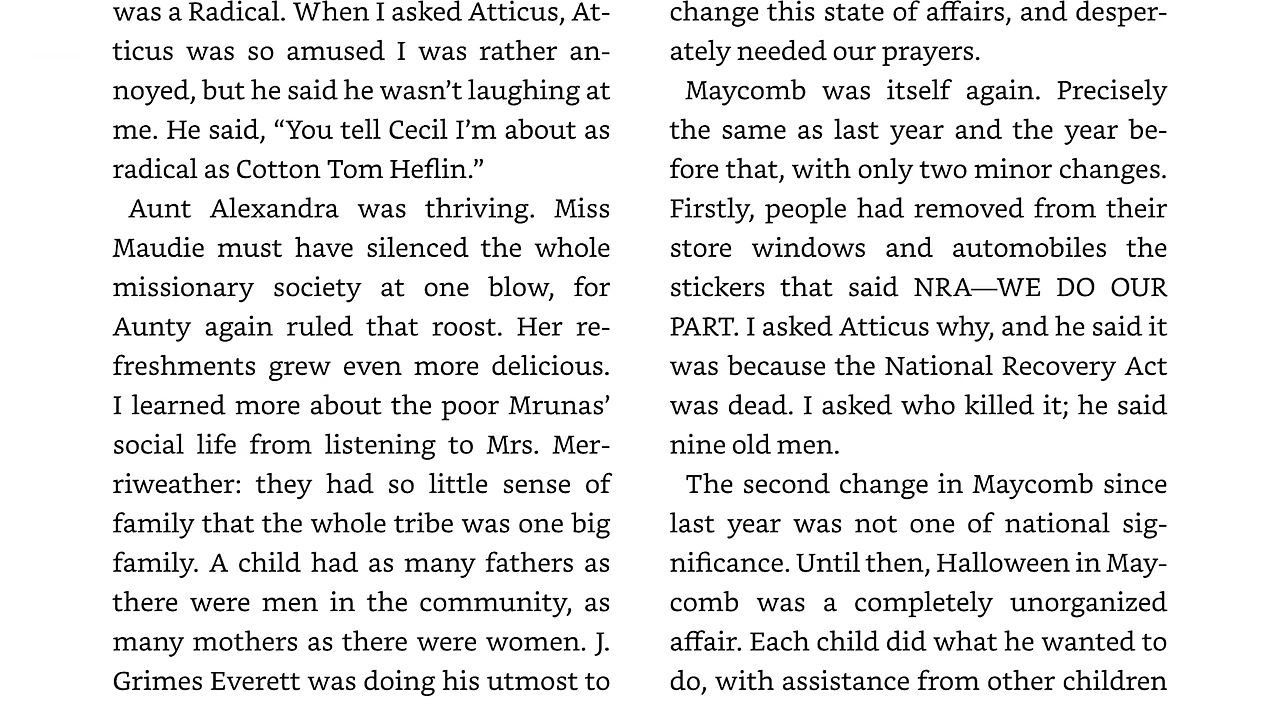 was a Radical. When I asked Atticus, At-
ticus was so amused I was rather an-
noyed, but he said he wasn’t laughing at
me. He said, “You tell Cecil I’m about as
radical as Cotton Tom Heflin.”
Aunt Alexandra was thriving. Miss
Maudie must have silenced the whole
missionary society at one blow, for
Aunty again ruled that roost. Her re-
freshments grew even more delicious.
I learned more about the poor Mrunas’
social life from listening to Mrs. Mer-
riweather: they had so little sense of
family that the whole tribe was one big
family. A child had as many fathers as
there were men in the community, as
many mothers as there were women. J.
Grimes Everett was doing his utmost to
change this state of affairs, and desper-
ately needed our prayers.
Maycomb was itself again. Precisely
the same as last year and the year be-
fore that, with only two minor changes.
Firstly, people had removed from their
store windows and automobiles the
stickers that said NRA—WE DO OUR
PART. I asked Atticus why, and he said it
was because the National Recovery Act
was dead. I asked who killed it; he said
nine old men.
The second change in Maycomb since
last year was not one of national sig-
nificance. Until then, Halloween in May-
comb was a completely unorganized
affair. Each child did what he wanted to
do, with assistance from other children